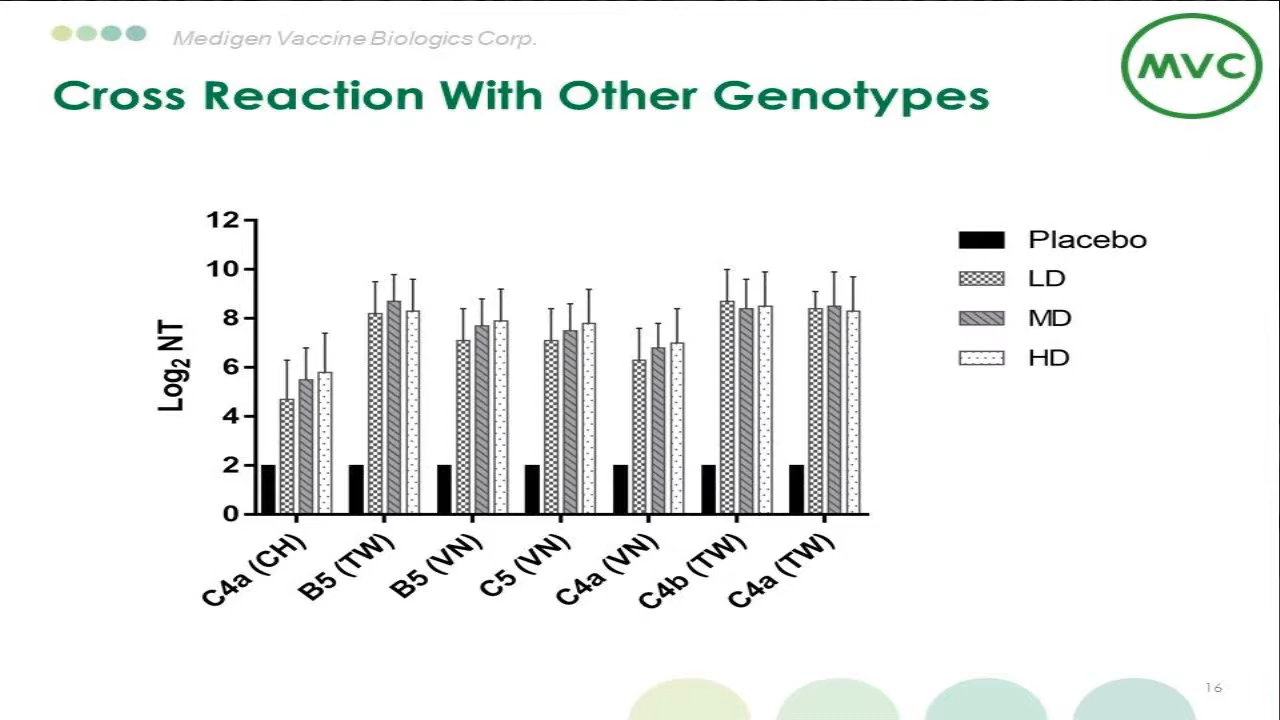 Medigen Vaccine Biologics Corp.
MVC
Cross Reaction With Other Genotypes
Log2 NT
12
10
8
6
4
2
0
C4a (CH)
B5 (TW)
B5 (VN)
C5 (VN)
C4a (VN)
C4b (TW)
C4a (TW)
Placebo
LD
MD
HD
16